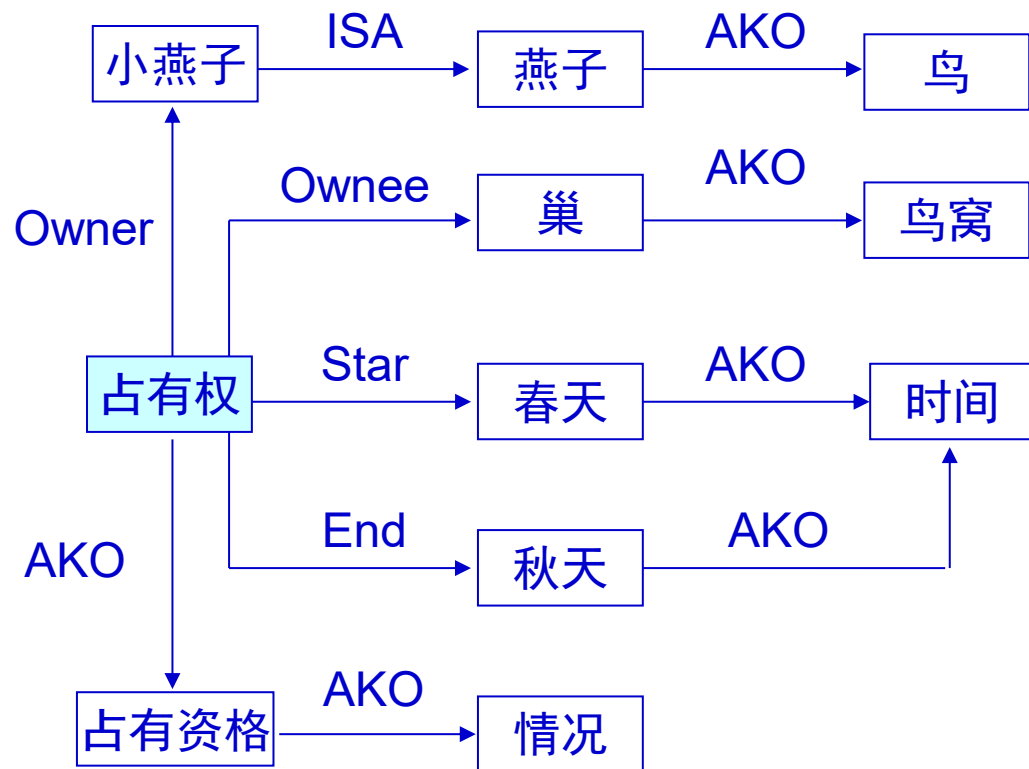 ISA
AKO
小燕子
燕子
鸟
Ownee
AKO
Owner
巢
鸟窝
Star
AKO
占有权
春天
时间
End
AKO
AKO
秋天
AKO
占有资格
情况